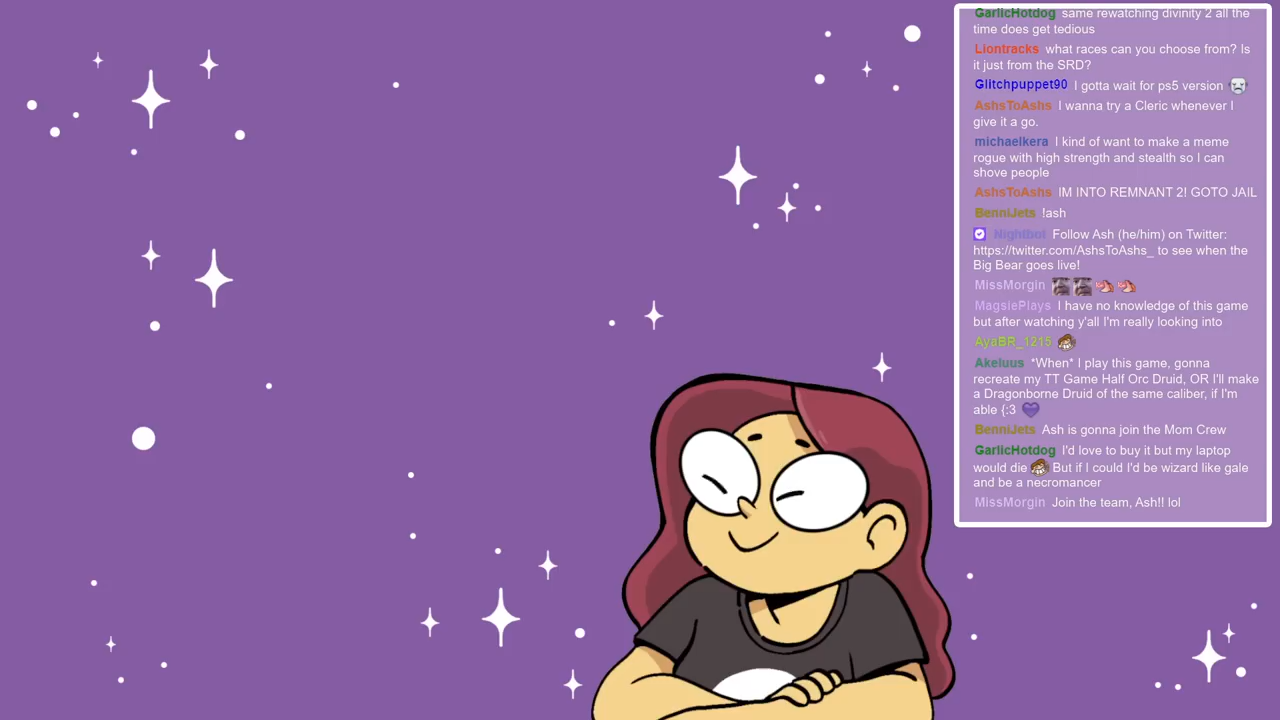 GarlicHotdog same rewatching divinity 2 all the
time does get tedious
Liontracks what races can you choose from? Is
it just from the SRD?
Glitchpuppet90 I gotta wait for ps5 version
AshsToAshs I wanna try a Cleric whenever I
give it a go.
michaelkera I kind of want to make a meme
rogue with high strength and stealth so I can
shove people
AshsToAshs IM INTO REMNANT 2! GOTO JAIL
BenniJets !ash
Nightbot Follow Ash (he/him) on Twitter:
https://twitter.com/AshsToAshs_ to see when the
Big Bear goes live!
MissMorgin
MagsiePlays I have no knowledge of this game
but after watching y'all I'm really looking into
AyaBR_1215
Akeluus *When* I play this game, gonna
recreate my TT Game Half Orc Druid, OR I'll make
a Dragonborne Druid of the same caliber, if I'm
able {:3
BenniJets Ash is gonna join the Mom Crew
GarlicHotdog I'd love to buy it but my laptop
would die But if I could I'd be wizard like gale
and be a necromancer
MissMorgin Join the team, Ash!! lol